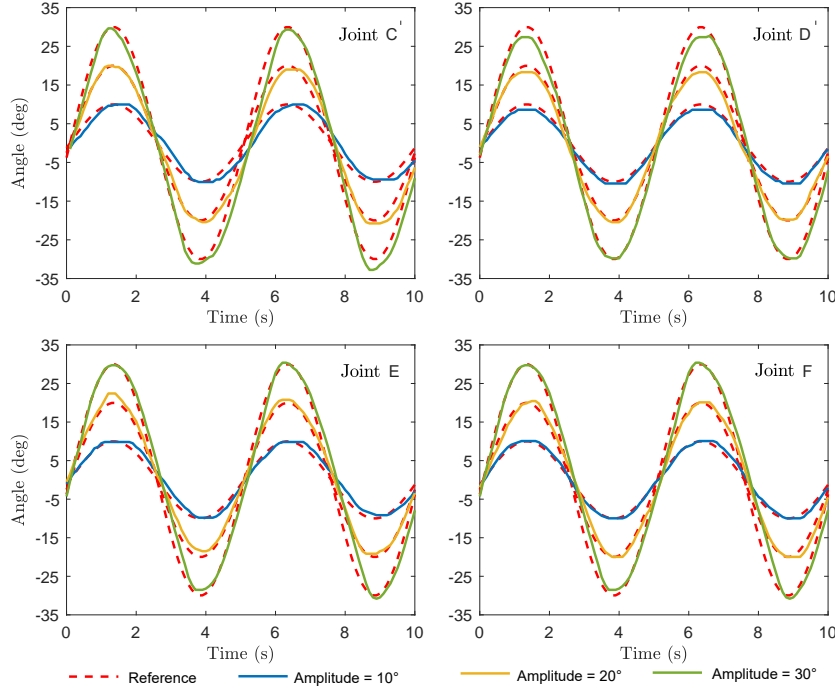 35
25
15
5
-5
-15
-25
-35
Angle (deg)
Joint C'
0 2 4 6 8 10
Time (s)
35
25
15
5
-5
-15
-25
-35
Joint D'
0 2 4 6 8 10
Time (s)
35
25
15
5
-5
-15
-25
-35
Angle (deg)
Joint E
0 2 4 6 8 10
Time (s)
35
25
15
5
-5
-15
-25
-35
Joint F
0 2 4 6 8 10
Time (s)
Reference Amplitude = 10° Amplitude = 20° Amplitude = 30°